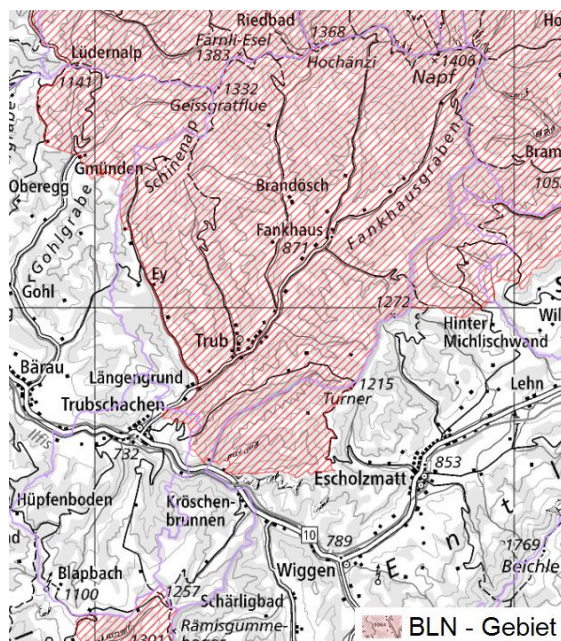 Riedbad
Ho
Lüdernalp
Färnli-Esel
1368
1383
Hochänzi
1406
Napf
1141
1332
Geissgratflue
Gmünden
Schinenalp
Bram
Oberegg
Gohlgrabe
Brandösch
105
Fankhaus
871
Fankhausgraben
Gohl
Ey
1272
Hinter
Michlischwand
Wil
Trub
Bärau
Längengrund
1215
Turner
Lehn
Trubschachen
Ilfis
732
Escholzmatt
853
Hüpfenboden
Kröschen-
brunnen
10
789
1769
Beichle
Wiggen
E n t l
Blapbach
1100
1257
Schärligbad
Rämisgumme
1301
BLN - Gebiet